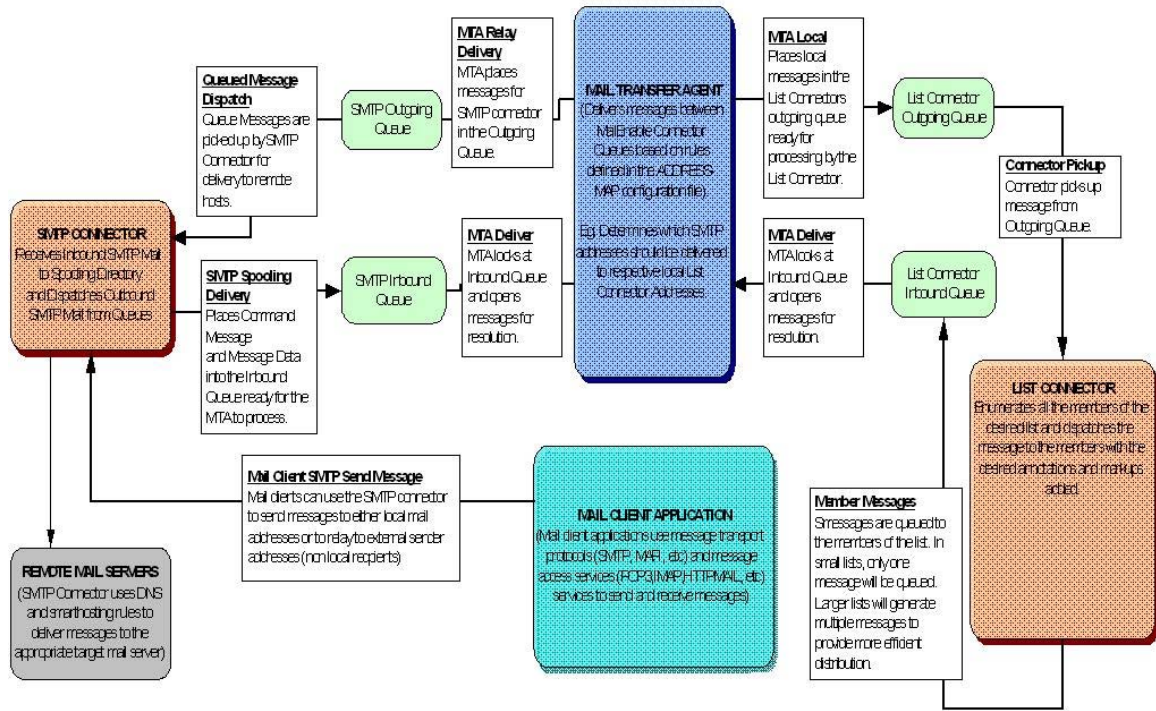 MTA Relay
Delivery
MTA places
messages for
SMTP connector
in the Outgoing
Queue.
MAIL TRANSFER AGENT
(Delivers messages between
MailEnable Connector
Queues based on rules
defined in the ADDRESS-
MAP configuration file).
Eg: Determines which SMTP
addresses should be delivered
to respective local List
Connector Addresses
MTA Local
Places local
messages in the
List Connectors
outgoing queue
ready for
processing by the
List Connector.
Queued Message
Dispatch
Queue Messages are
picked up by SMTP
Connector for
delivery to remote
hosts.
SMTP Outgoing
Queue
List Connector
Outgoing Queue
Connector Pickup
Connector picks up
message from
Outgoing Queue.
SMTP CONNECTOR
Receives Inbound SMTP Mail
to Spooling Directory
and Dispatches Outbound
SMTP Mail from Queues
SMTP Spooling
Delivery
Places Command
Message
and Message Data
into the Inbound
Queue ready for the
MTA to process.
SMTP Inbound
Queue
MTA Deliver
MTA looks at
Inbound Queue
and opens
messages for
resolution.
MTA Deliver
MTA looks at
Inbound Queue
and opens
messages for
resolution.
List Connector
Inbound Queue
LIST CONNECTOR
Enumerates all the members of the
desired list and dispatches the
message to the members with the
desired annotations and markups
added.
Mail Client SMTP Send Message
Mail clients can use the SMTP connector
to send messages to either local mail
addresses or to relay to external sender
addresses (non local recipients)
MAIL CLIENT APPLICATION
(Mail client applications use message transport
protocols (SMTP, MAPI, etc) and message
access services (POP3,IMAP,HTTPMAIL, etc)
services to send and receive messages)
Member Messages
Smessages are queued to
the members of the list. In
small lists, only one
message will be queued.
Larger lists will generate
multiple messages to
provide more efficient
distribution.
REMOTE MAIL SERVERS
(SMTP Connector uses DNS
and smarthosting rules to
deliver messages to the
appropriate target mail server)